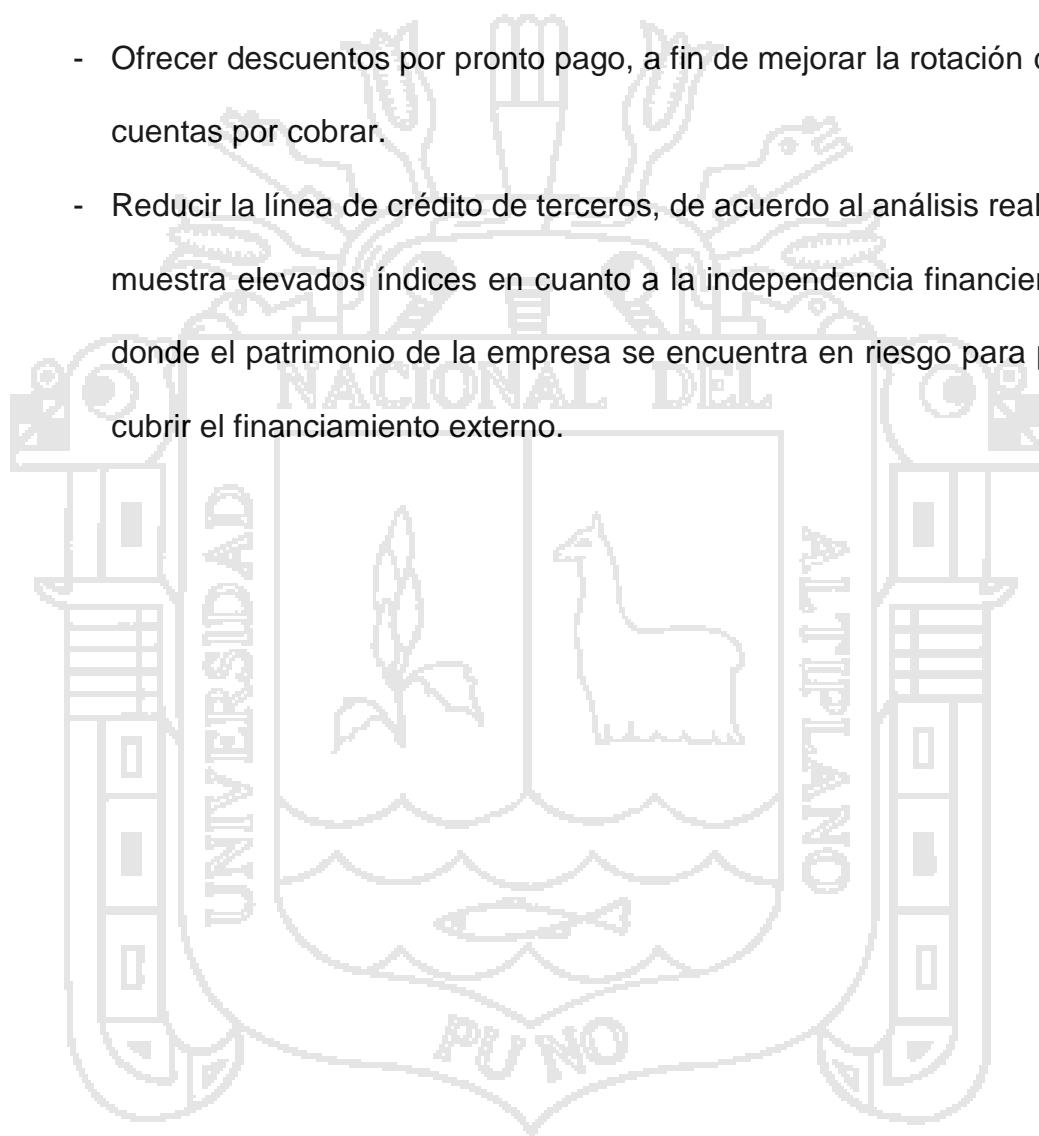 - Ofrecer descuentos por pronto pago, a fin de mejorar la rotación
cuentas por cobrar.
- Reducir la línea de crédito de terceros, de acuerdo al análisis
muestra elevados índices en cuanto a la independencia
donde el patrimonio de la empresa se encuentra en riesgo para
cubrir el financiamiento externo.
NACIONAL DEL
UNIVERSIDAD
ALTIPLANO
PUNO